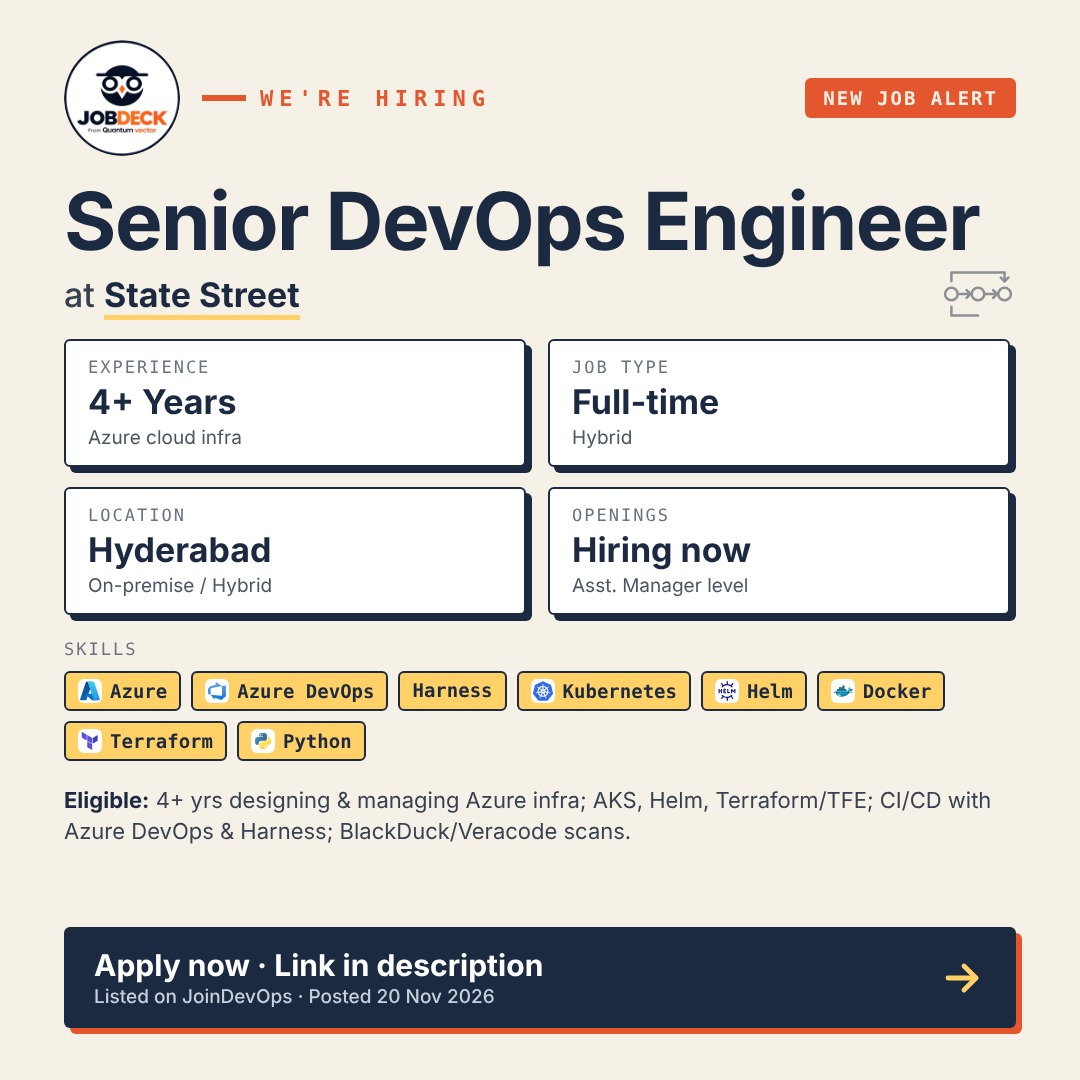 JOBDECK
From Quantum vector
WE'RE HIRING
NEW JOB ALERT
Senior DevOps Engineer
at State Street
EXPERIENCE
4+ Years
Azure cloud infra
JOB TYPE
Full-time
Hybrid
LOCATION
Hyderabad
On-premise / Hybrid
OPENINGS
Hiring now
Asst. Manager level
SKILLS
Azure Azure DevOps Harness Kubernetes HELM Helm Docker
Terraform Python
Eligible: 4+ yrs designing & managing Azure infra; AKS, Helm, Terraform/TFE; CI/CD with
Azure DevOps & Harness; BlackDuck/Veracode scans.
Apply now · Link in description
Listed on JoinDevOps · Posted 20 Nov 2026